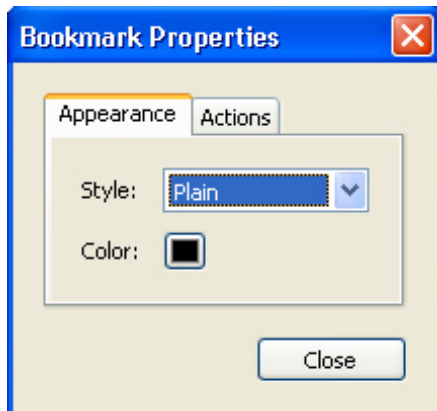 Bookmark Properties
Appearance Actions
Style: Plain
Color:
Close